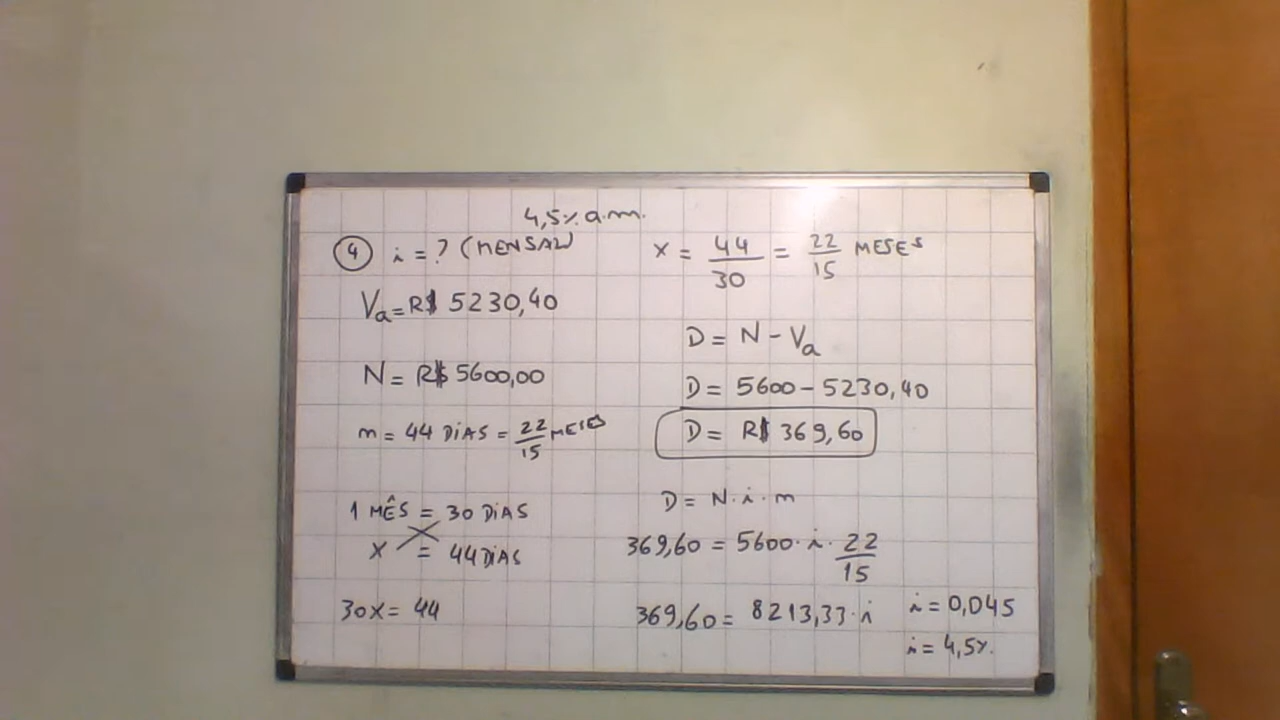 4,5% a.m.
4 i = ? (MENSAL)
Va = R$ 5230,40
N = R$ 5600,00
m = 44 DIAS = 22/15 MESES
1 MÊS = 30 DIAS
x = 44 DIAS
30x = 44
x = 44/30 = 22/15 MESES
D = N - Va
D = 5600 - 5230,40
D = R$ 369,60
D = N · i · m
369,60 = 5600 · i · 22/15
369,60 = 8213,33 · i
i = 0,045
i = 4,5%.